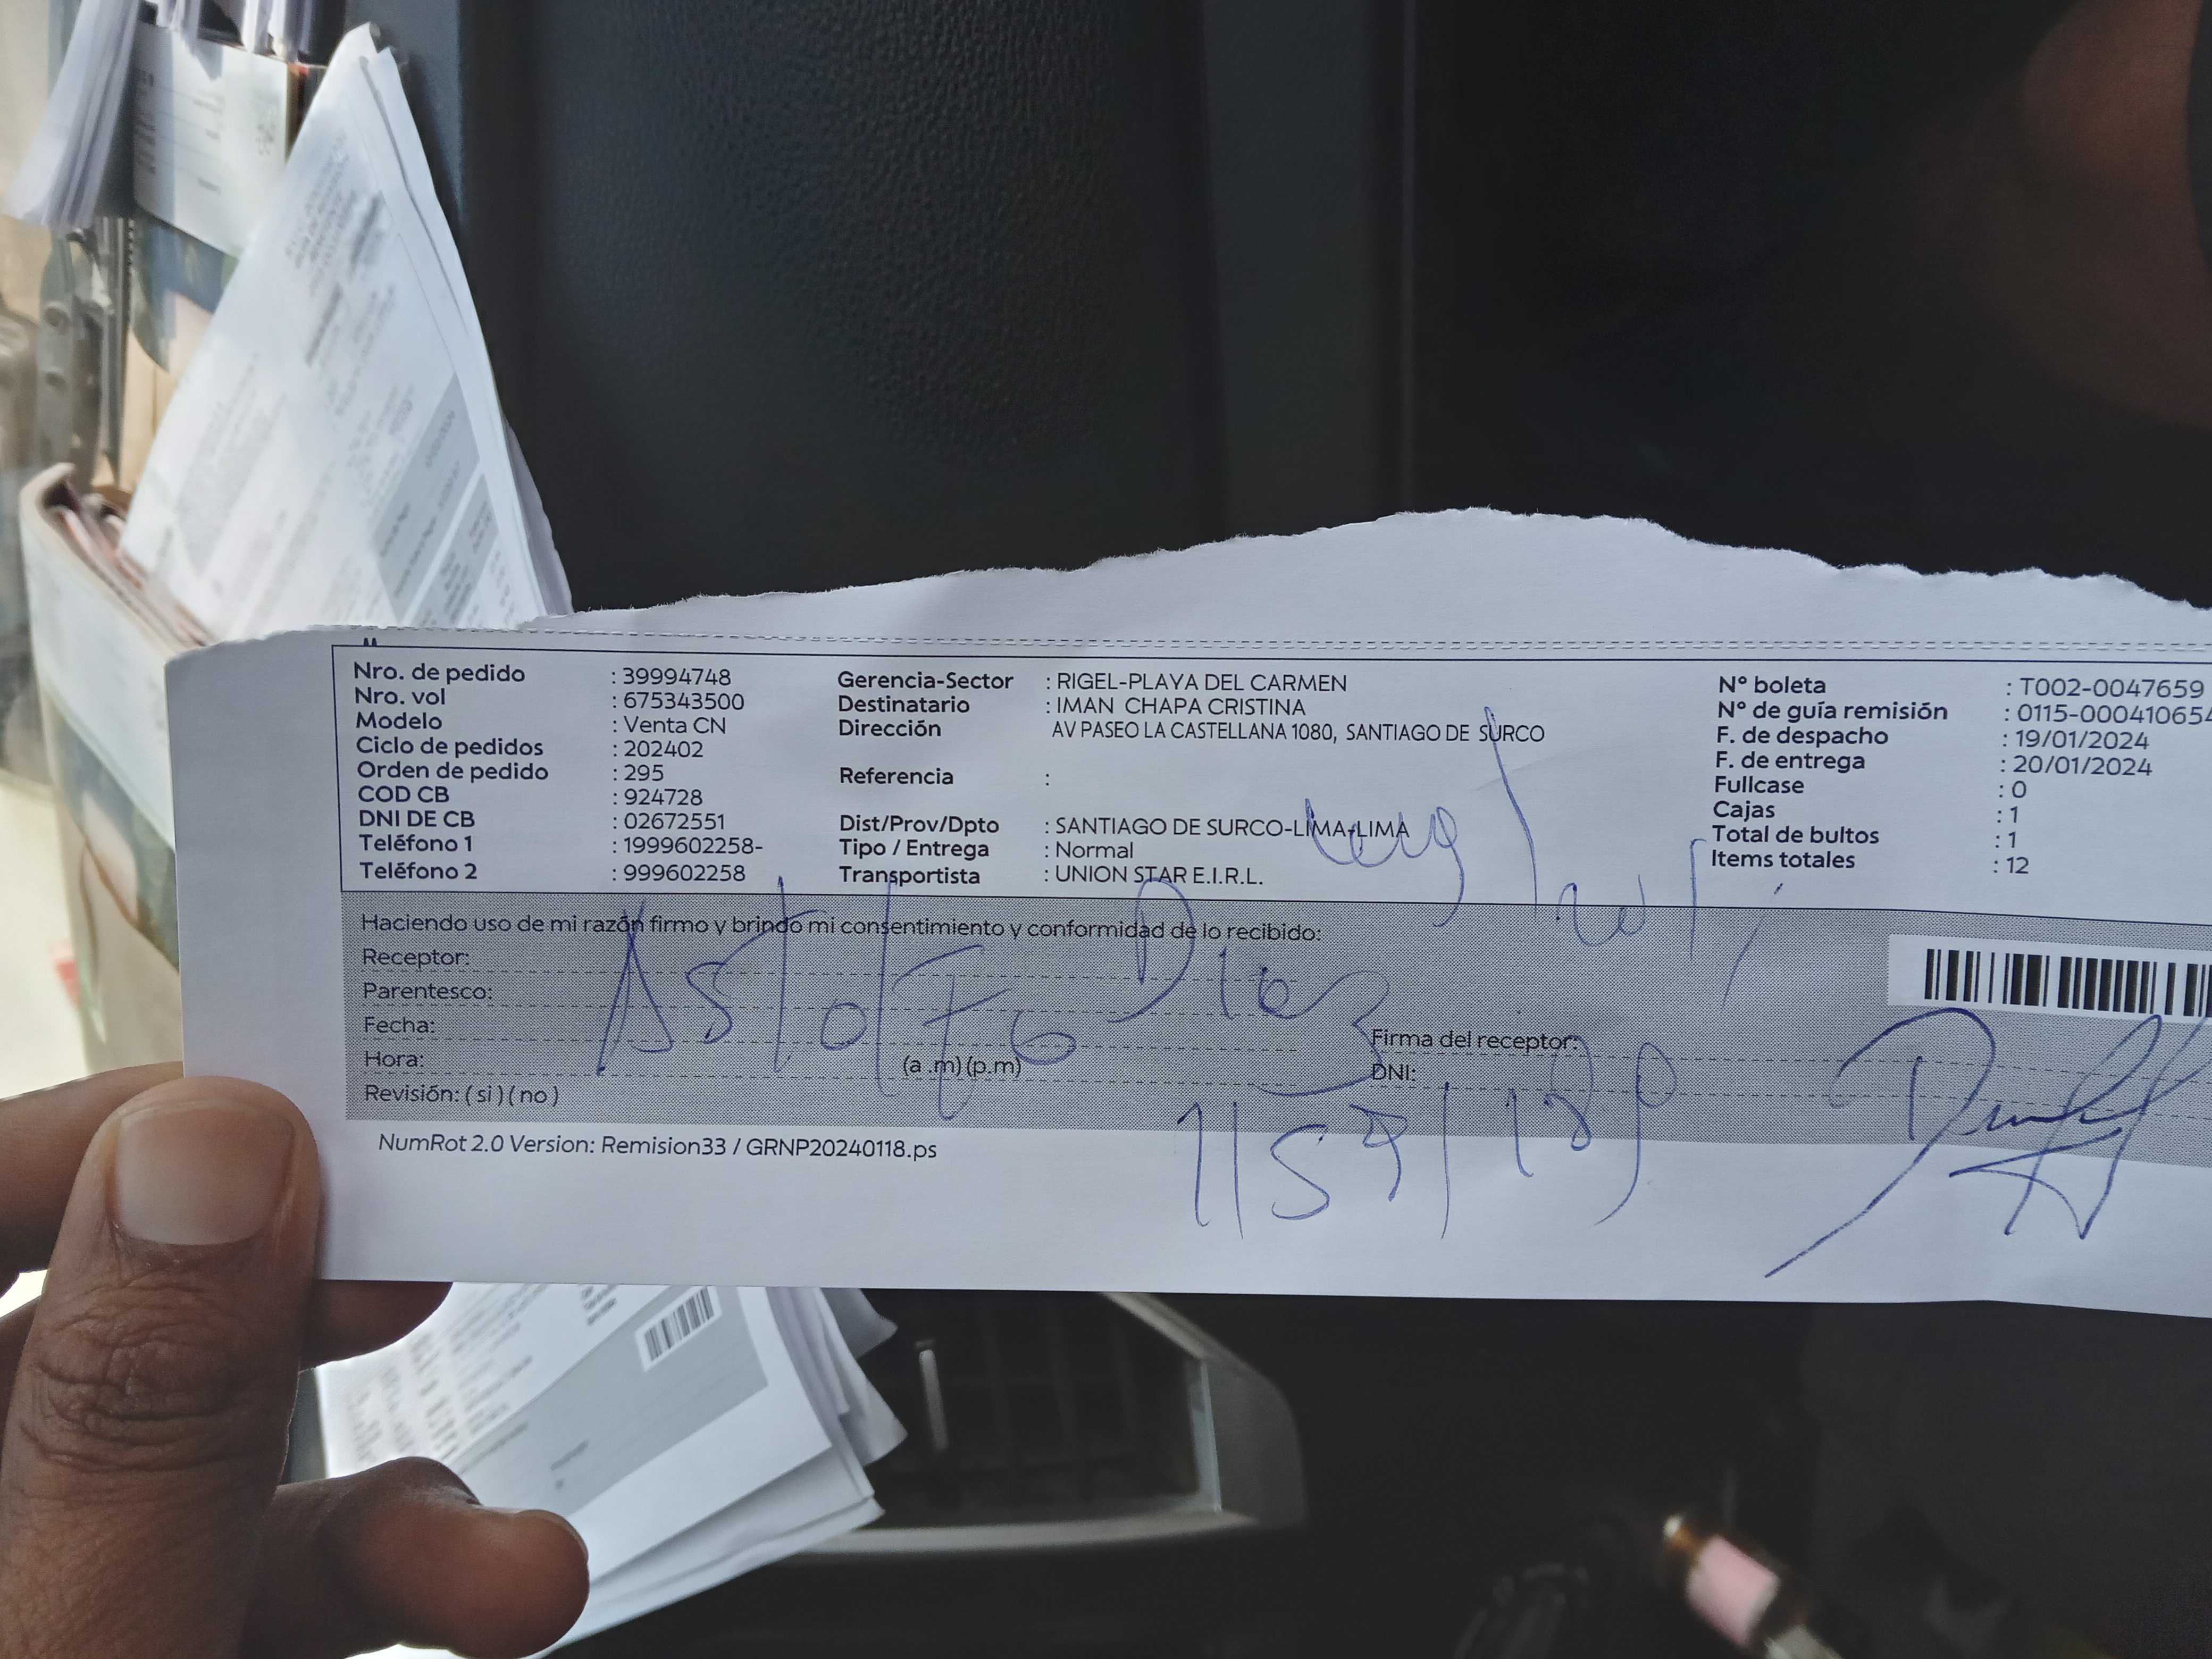 Nro. de pedido : 39994748
Nro. vol : 675343500
Modelo : Venta CN
Ciclo de pedidos : 202402
Orden de pedido : 295
COD CB : 924728
DNI DE CB : 02672551
Teléfono 1 : 1999602258-
Teléfono 2 : 999602258
Gerencia-Sector : RIGEL-PLAYA DEL CARMEN
Destinatario : IMAN CHAPA CRISTINA
Dirección AV PASEO LA CASTELLANA 1080, SANTIAGO DE SURCO
Referencia :
Dist/Prov/Dpto : SANTIAGO DE SURCO-LIMA-LIMA
Tipo / Entrega : Normal
Transportista : UNION STAR E.I.R.L.
N° boleta : T002-0047659
N° de guía remisión : 0115-000410654
F. de despacho : 19/01/2024
F. de entrega : 20/01/2024
Fullcase : 0
Cajas : 1
Total de bultos : 1
Items totales : 12
Haciendo uso de mi razón firmo y brindo mi consentimiento y conformidad de lo recibido:
Receptor:
Parentesco:
Fecha:
Hora: (a .m)(p.m)
Revisión: ( si ) ( no )
Astolfo Diez
Firma del receptor:
DNI:
NumRot 2.0 Version: Remision33 / GRNP20240118.ps